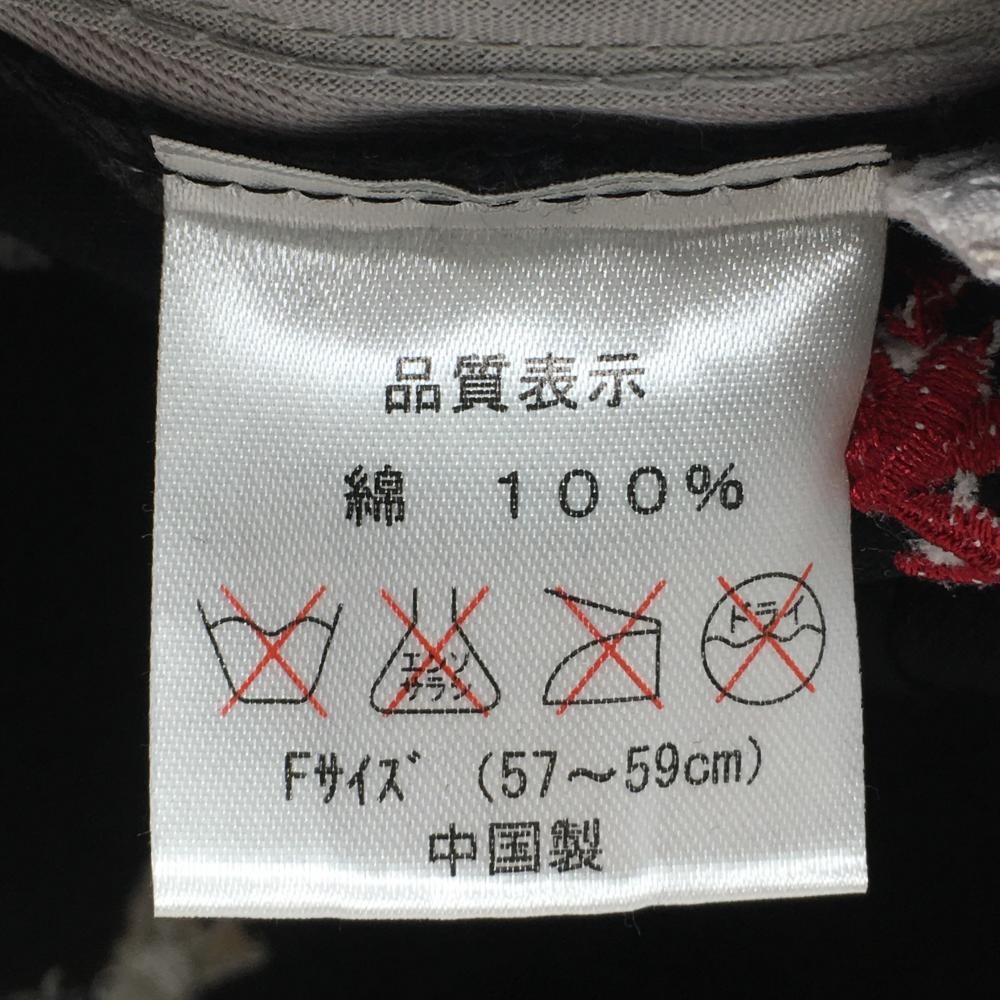 品質表示
綿 １００％
エンソ
サラシ
ドライ
Fサイズ (57～59cm)
中国製